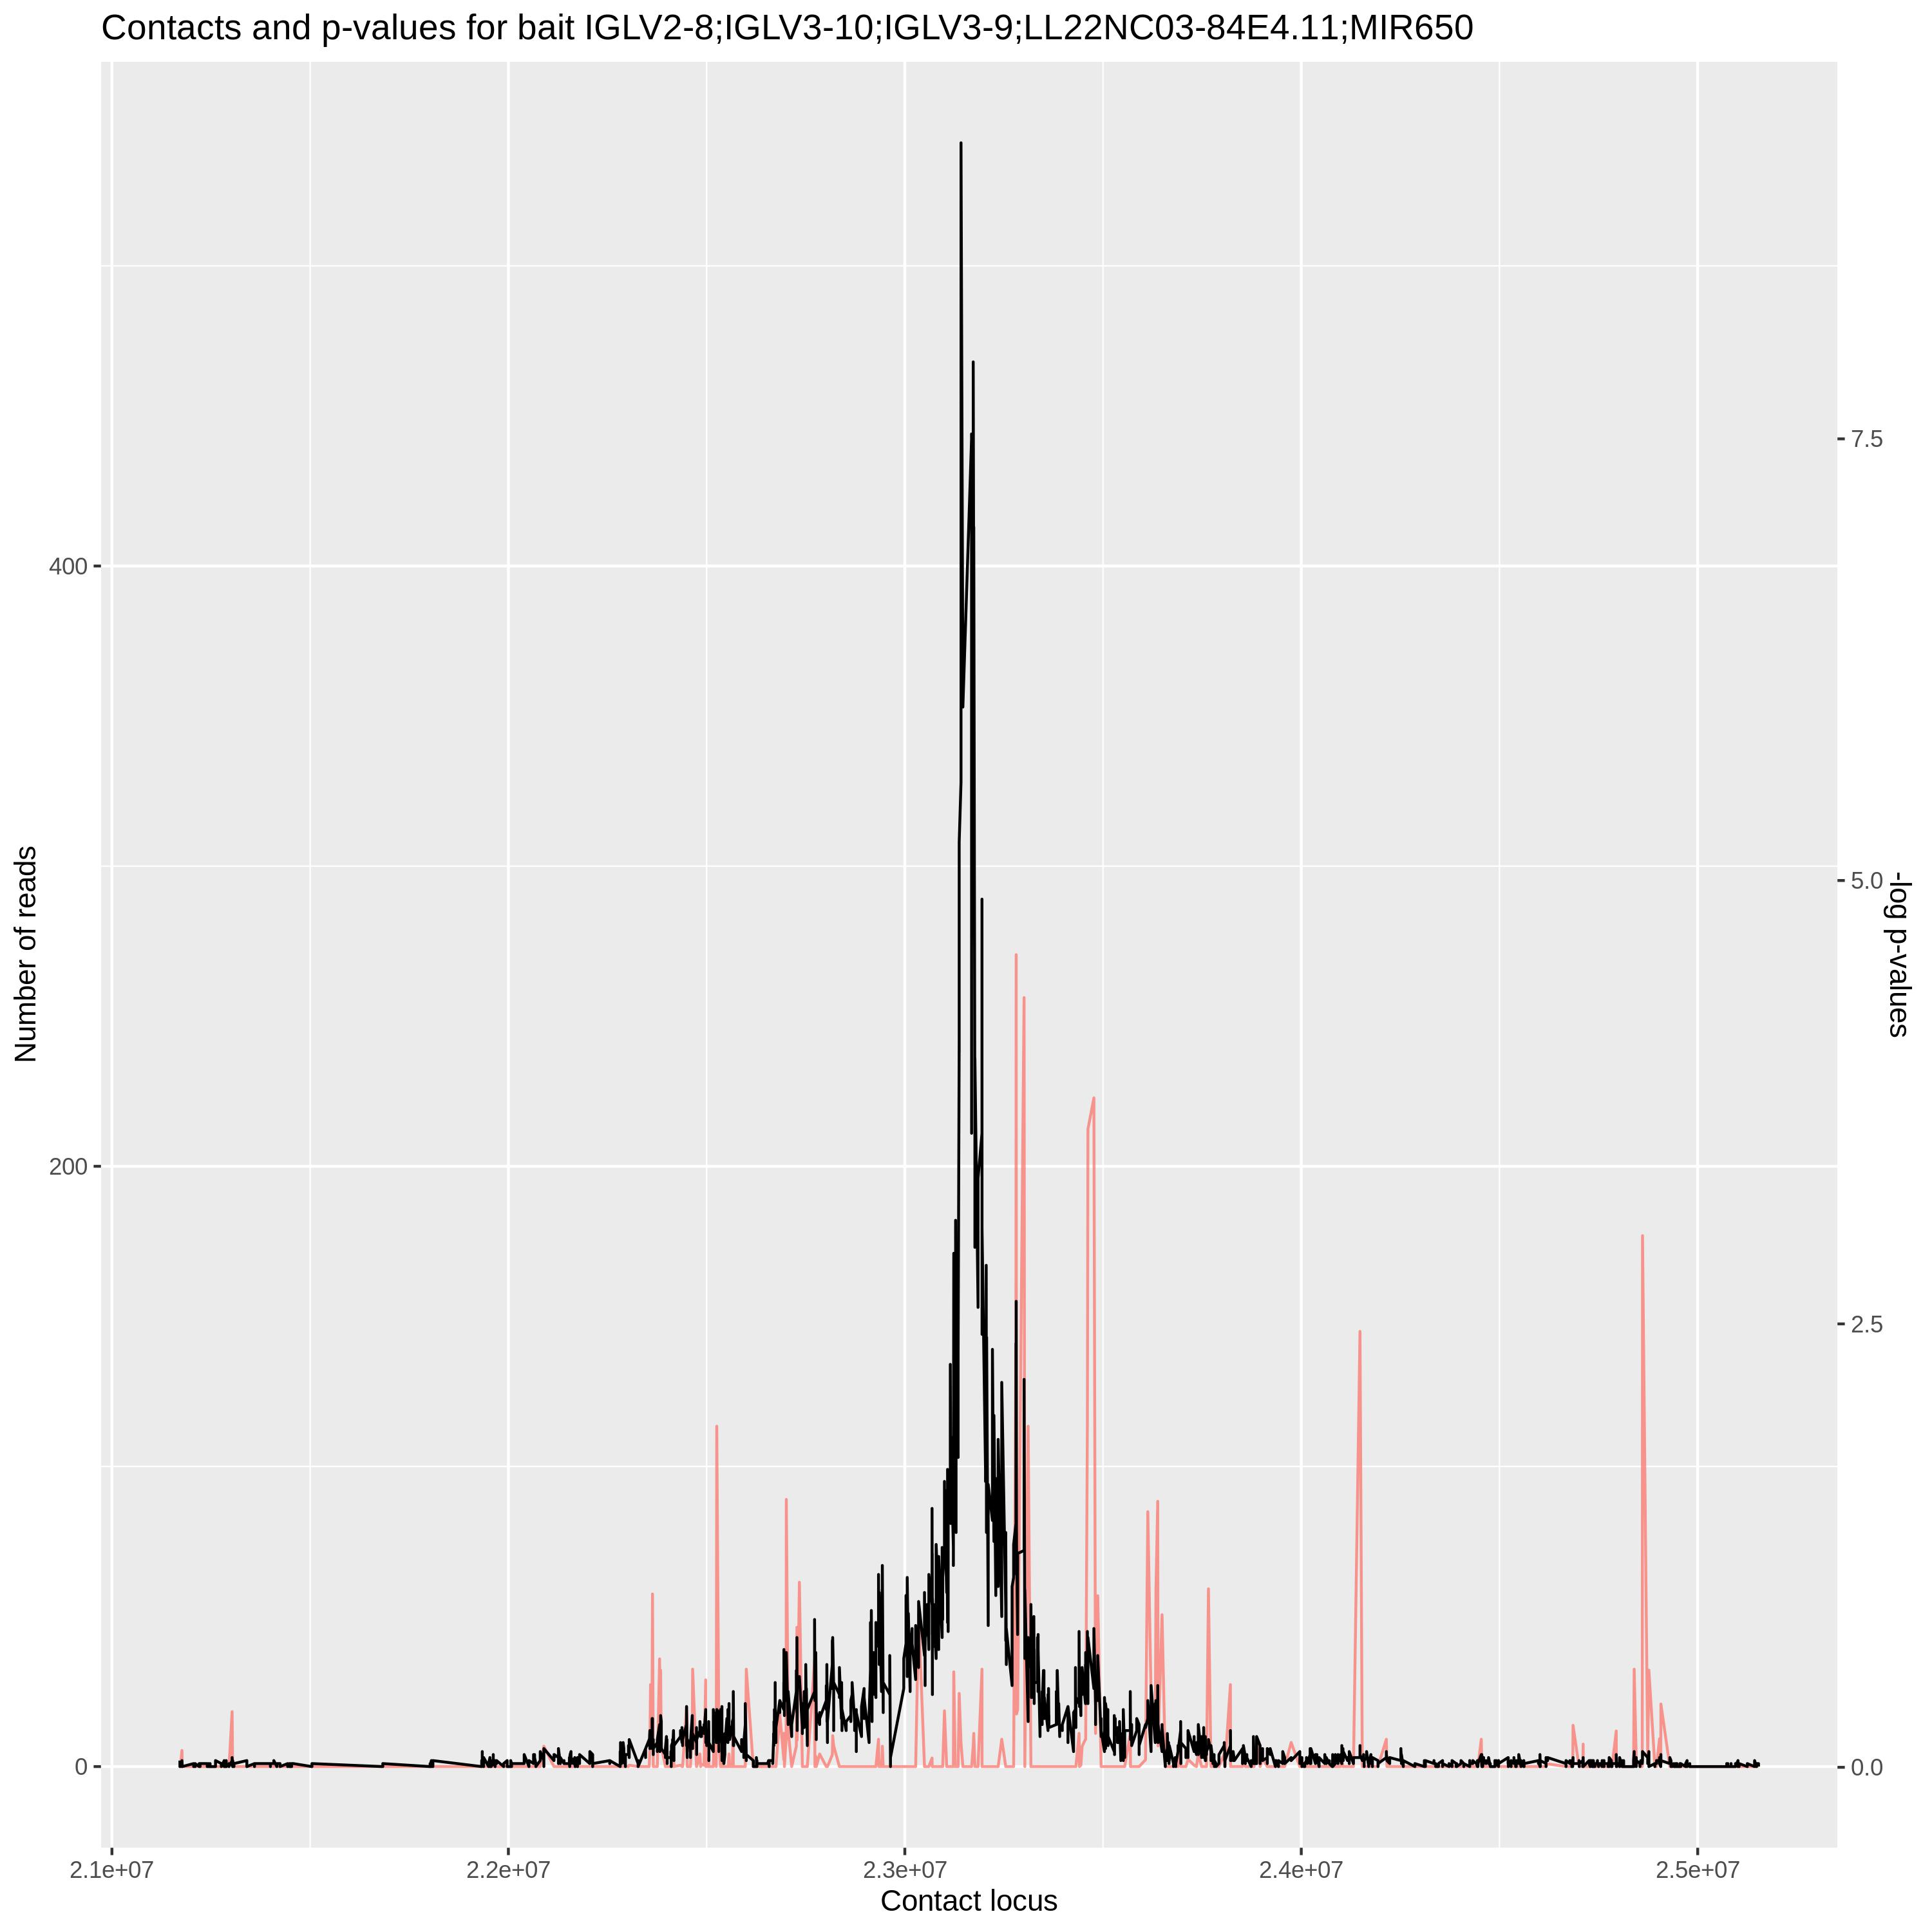 Contacts and p-values for bait IGLV2-8;IGLV3-10;IGLV3-9;LL22NC03-84E4.11;MIR650
Number of reads
400
200
0
7.5
5.0
2.5
0.0
-log p-values
2.1e+07
2.2e+07
2.3e+07
2.4e+07
2.5e+07
Contact locus